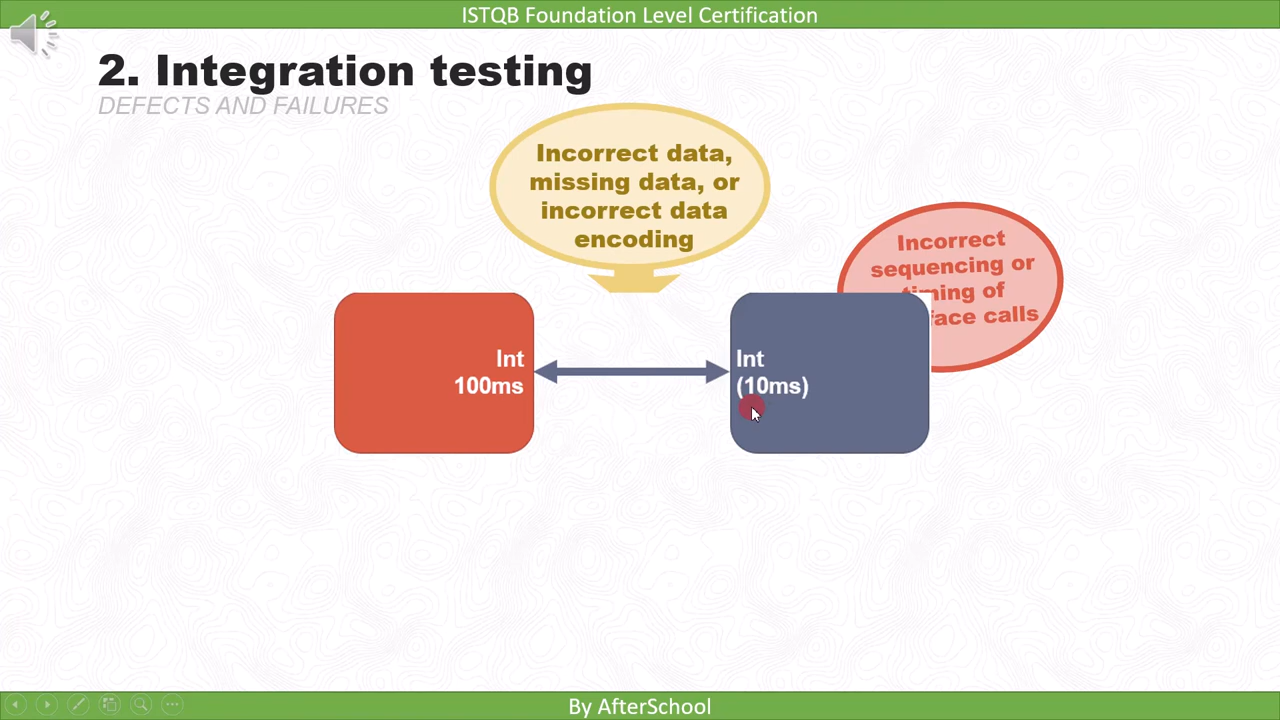 ISTQB Foundation Level Certification
2. Integration testing
DEFECTS AND FAILURES
Incorrect data,
missing data, or
incorrect data
encoding
Incorrect
sequencing or
timing of
face calls
Int
100ms
Int
(10ms)
By AfterSchool